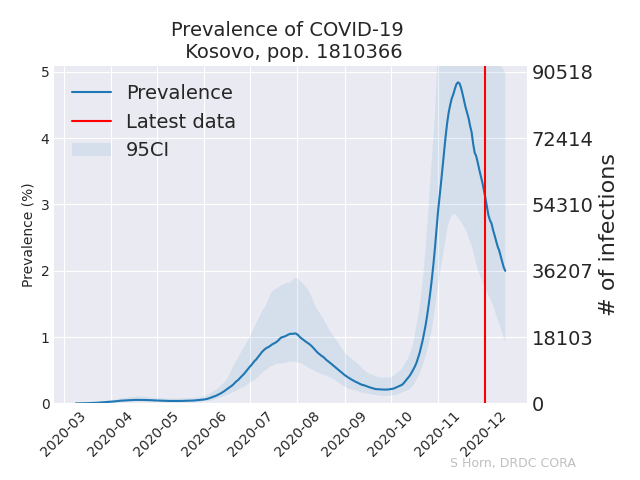 Prevalence of COVID-19
Kosovo, pop. 1810366
Prevalence
Latest data
95CI
Prevalence (%)
5
4
3
2
1
0
90518
72414
54310
36207
18103
0
# of infections
2020-03
2020-04
2020-05
2020-06
2020-07
2020-08
2020-09
2020-10
2020-11
2020-12
S Horn, DRDC CORA